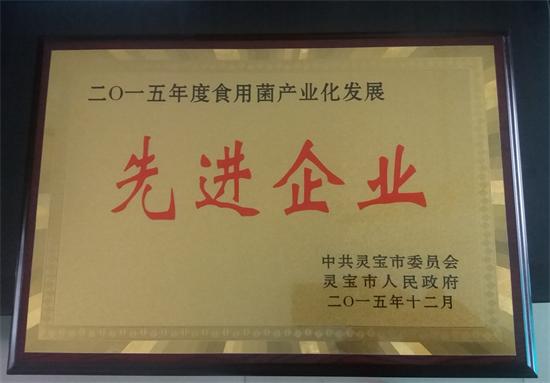 二〇一五年度食用菌产业化发展
先进企业
中共灵宝市委员会
灵宝市人民政府
二〇一五年十二月